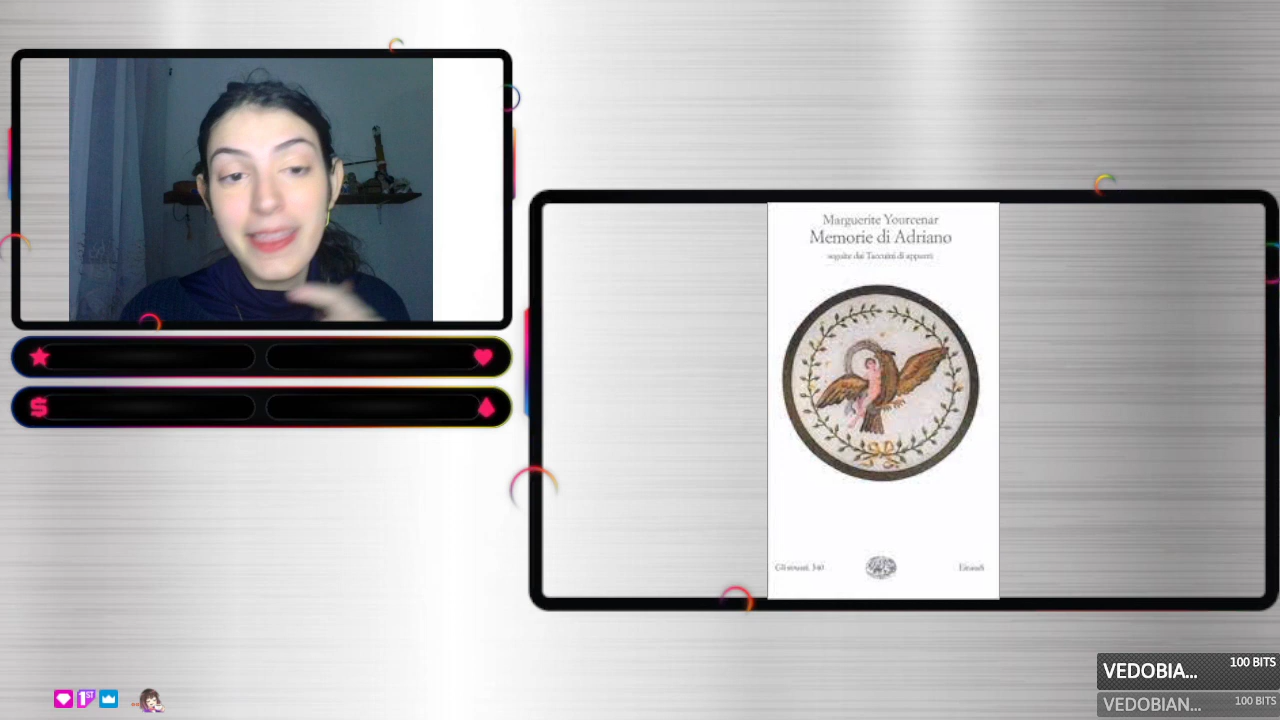 Marguerite Yourcenar
Memorie di Adriano
seguite dai Taccuini di appunti
Gli struzzi, 340
Einaudi
VEDOBIA... 100 BITS
VEDOBIAN... 100 BITS
1ST